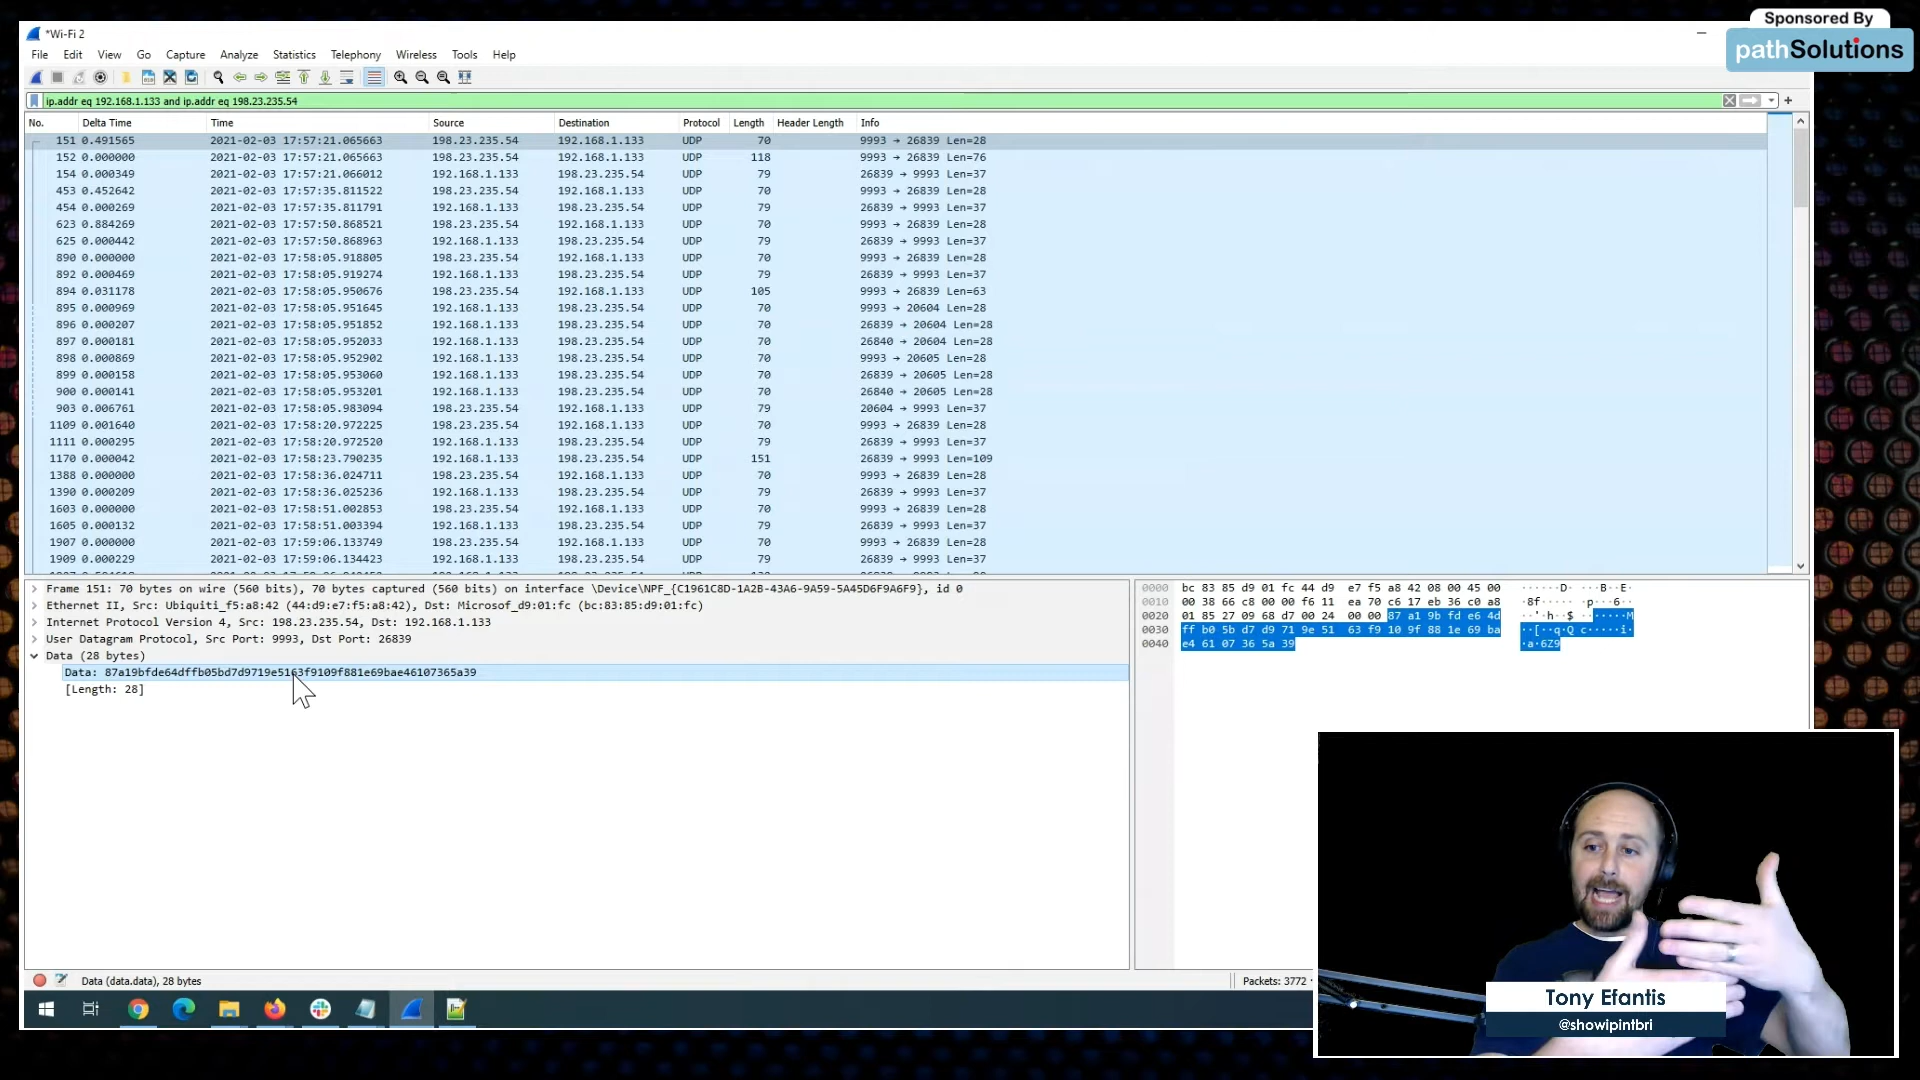 Sponsored By
pathSolutions
*Wi-Fi 2
File Edit View Go Capture Analyze Statistics Telephony Wireless Tools Help
ip.addr eq 192.168.1.133 and ip.addr eq 198.23.235.54
No. Delta Time Time Source Destination Protocol Length Header Length Info
151 0.491565 2021-02-03 17:57:21.065663 198.23.235.54 192.168.1.133 UDP 70 9993 → 26839 Len=28
152 0.000000 2021-02-03 17:57:21.065663 198.23.235.54 192.168.1.133 UDP 118 9993 → 26839 Len=76
154 0.000349 2021-02-03 17:57:21.066012 192.168.1.133 198.23.235.54 UDP 79 26839 → 9993 Len=37
453 0.452642 2021-02-03 17:57:35.811522 198.23.235.54 192.168.1.133 UDP 70 9993 → 26839 Len=28
454 0.000269 2021-02-03 17:57:35.811791 192.168.1.133 198.23.235.54 UDP 79 26839 → 9993 Len=37
623 0.884269 2021-02-03 17:57:50.868521 198.23.235.54 192.168.1.133 UDP 70 9993 → 26839 Len=28
625 0.000442 2021-02-03 17:57:50.868963 192.168.1.133 198.23.235.54 UDP 79 26839 → 9993 Len=37
890 0.000000 2021-02-03 17:58:05.918805 198.23.235.54 192.168.1.133 UDP 70 9993 → 26839 Len=28
892 0.000469 2021-02-03 17:58:05.919274 192.168.1.133 198.23.235.54 UDP 79 26839 → 9993 Len=37
894 0.031178 2021-02-03 17:58:05.950676 198.23.235.54 192.168.1.133 UDP 105 9993 → 26839 Len=63
895 0.000969 2021-02-03 17:58:05.951645 192.168.1.133 198.23.235.54 UDP 70 9993 → 20604 Len=28
896 0.000207 2021-02-03 17:58:05.951852 192.168.1.133 198.23.235.54 UDP 70 26839 → 20604 Len=28
897 0.000181 2021-02-03 17:58:05.952033 192.168.1.133 198.23.235.54 UDP 70 26840 → 20604 Len=28
898 0.000869 2021-02-03 17:58:05.952902 192.168.1.133 198.23.235.54 UDP 70 9993 → 20605 Len=28
899 0.000158 2021-02-03 17:58:05.953060 192.168.1.133 198.23.235.54 UDP 70 26839 → 20605 Len=28
900 0.000141 2021-02-03 17:58:05.953201 192.168.1.133 198.23.235.54 UDP 70 26840 → 20605 Len=28
903 0.006761 2021-02-03 17:58:05.983094 198.23.235.54 192.168.1.133 UDP 79 20604 → 9993 Len=37
1109 0.001640 2021-02-03 17:58:20.972225 198.23.235.54 192.168.1.133 UDP 70 9993 → 26839 Len=28
1111 0.000295 2021-02-03 17:58:20.972520 192.168.1.133 198.23.235.54 UDP 79 26839 → 9993 Len=37
1170 0.000042 2021-02-03 17:58:23.790235 192.168.1.133 198.23.235.54 UDP 151 26839 → 9993 Len=109
1388 0.000000 2021-02-03 17:58:36.024711 198.23.235.54 192.168.1.133 UDP 70 9993 → 26839 Len=28
1390 0.000209 2021-02-03 17:58:36.025236 192.168.1.133 198.23.235.54 UDP 79 26839 → 9993 Len=37
1603 0.000000 2021-02-03 17:58:51.002853 198.23.235.54 192.168.1.133 UDP 70 9993 → 26839 Len=28
1605 0.000132 2021-02-03 17:58:51.003394 192.168.1.133 198.23.235.54 UDP 79 26839 → 9993 Len=37
1907 0.000000 2021-02-03 17:59:06.133749 198.23.235.54 192.168.1.133 UDP 70 9993 → 26839 Len=28
1909 0.000229 2021-02-03 17:59:06.134423 192.168.1.133 198.23.235.54 UDP 79 26839 → 9993 Len=37
Frame 151: 70 bytes on wire (560 bits), 70 bytes captured (560 bits) on interface \Device\NPF_{C1961C8D-1A2B-43A6-9A59-5A45D6F9A6F9}, id 0
Ethernet II, Src: Ubiquiti_f5:a8:42 (44:d9:e7:f5:a8:42), Dst: Microsof_d9:01:fc (bc:83:85:d9:01:fc)
Internet Protocol Version 4, Src: 198.23.235.54, Dst: 192.168.1.133
User Datagram Protocol, Src Port: 9993, Dst Port: 26839
Data (28 bytes)
Data: 87a19bfde64dffb05bd7d9719e5163f9109f881e69bae46107365a39
[Length: 28]
0000 bc 83 85 d9 01 fc 44 d9 e7 f5 a8 42 08 00 45 00 ······D· ···B··E·
0010 00 38 66 c8 00 00 f6 11 ea 70 c6 17 eb 36 c0 a8 ·8f····· ·p···6··
0020 01 85 27 09 68 d7 00 24 00 00 87 a1 9b fd e6 4d ··'·h··$ ·······M
0030 ff b0 5b d7 d9 71 9e 51 63 f9 10 9f 88 1e 69 ba ··[··q·Q c·····i·
0040 e4 61 07 36 5a 39 ·a·6Z9
Data (data.data), 28 bytes
Packets: 3772 ·
Tony Efantis
@showipintbri